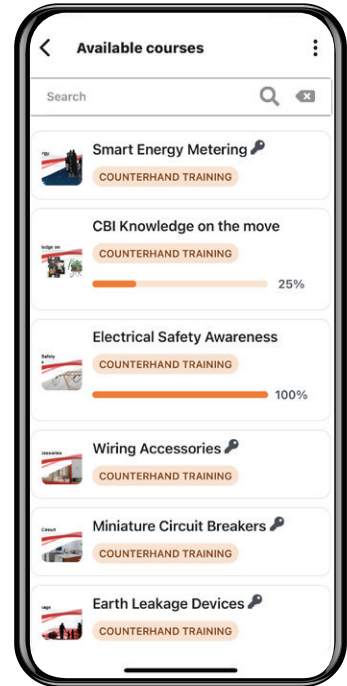 Available courses
Search
Smart Energy Metering
COUNTERHAND TRAINING
CBI Knowledge on the move
COUNTERHAND TRAINING
25%
Electrical Safety Awareness
COUNTERHAND TRAINING
100%
Wiring Accessories
COUNTERHAND TRAINING
Miniature Circuit Breakers
COUNTERHAND TRAINING
Earth Leakage Devices
COUNTERHAND TRAINING